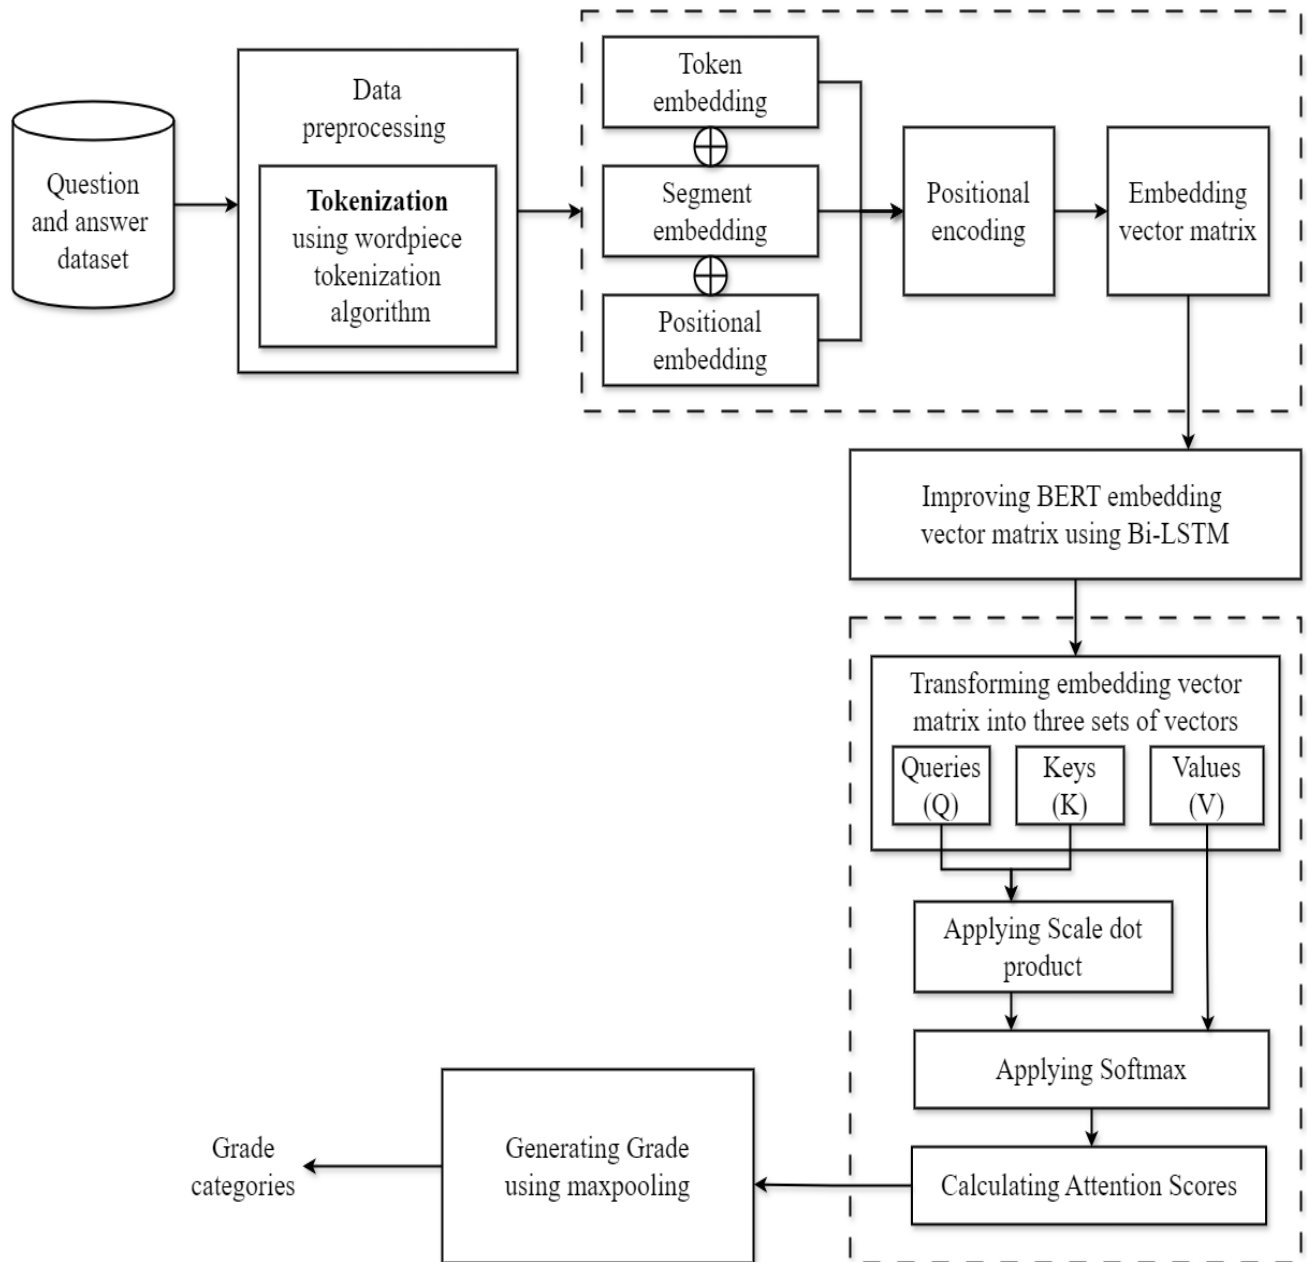 Question
and answer
dataset
Data
preprocessing
Tokenization
using wordpiece
tokenization
algorithm
Token
embedding
Segment
embedding
Positional
embedding
Positional
encoding
Embedding
vector matrix
Improving BERT embedding
vector matrix using Bi-LSTM
Transforming embedding vector
matrix into three sets of vectors
Queries
(Q)
Keys
(K)
Values
(V)
Applying Scale dot
product
Applying Softmax
Calculating Attention Scores
Generating Grade
using maxpooling
Grade
categories